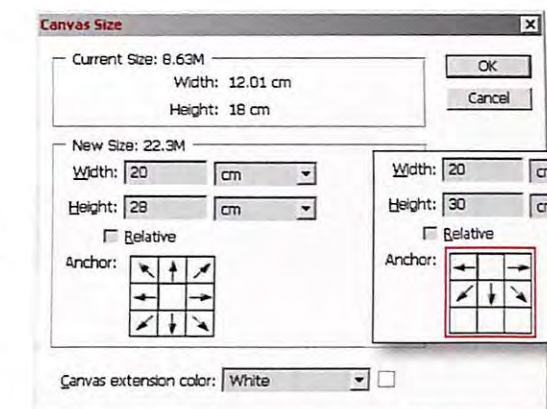 Canvas Size
Current Size: 8.63M
Width: 12.01 cm
Height: 18 cm
OK
Cancel
New Size: 22.3M
Width: 20 cm
Height: 28 cm
Relative
Anchor:
Width: 20
Height: 30
Relative
Anchor:
Canvas extension color: White